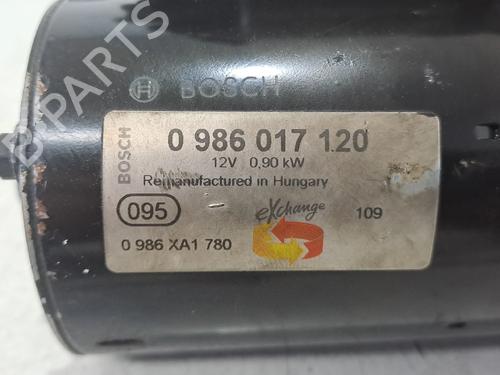 B-PARTS
BOSCH
BOSCH
0 986 017 120
12V 0,90 kW
Remanufactured in Hungary
095
eXchange
109
0 986 XA1 780